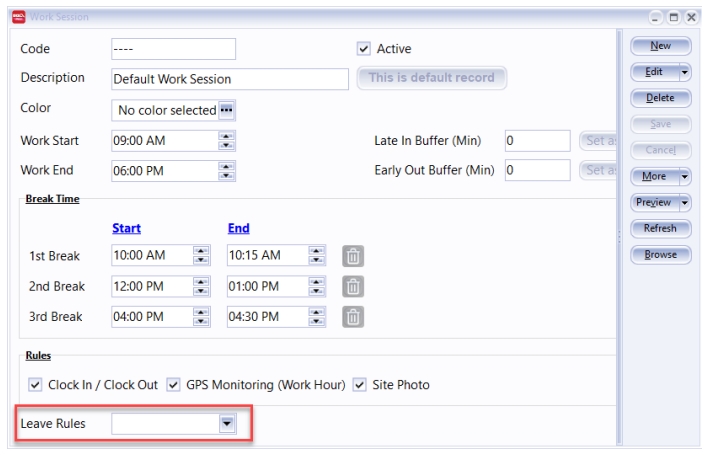 Work Session
Code ---- Active
Description Default Work Session This is default record
Color No color selected
Work Start 09:00 AM Late In Buffer (Min) 0 Set as
Work End 06:00 PM Early Out Buffer (Min) 0 Set as
Break Time
Start End
1st Break 10:00 AM 10:15 AM
2nd Break 12:00 PM 01:00 PM
3rd Break 04:00 PM 04:30 PM
Rules
Clock In / Clock Out GPS Monitoring (Work Hour) Site Photo
Leave Rules
New
Edit
Delete
Save
Cancel
More
Preview
Refresh
Browse